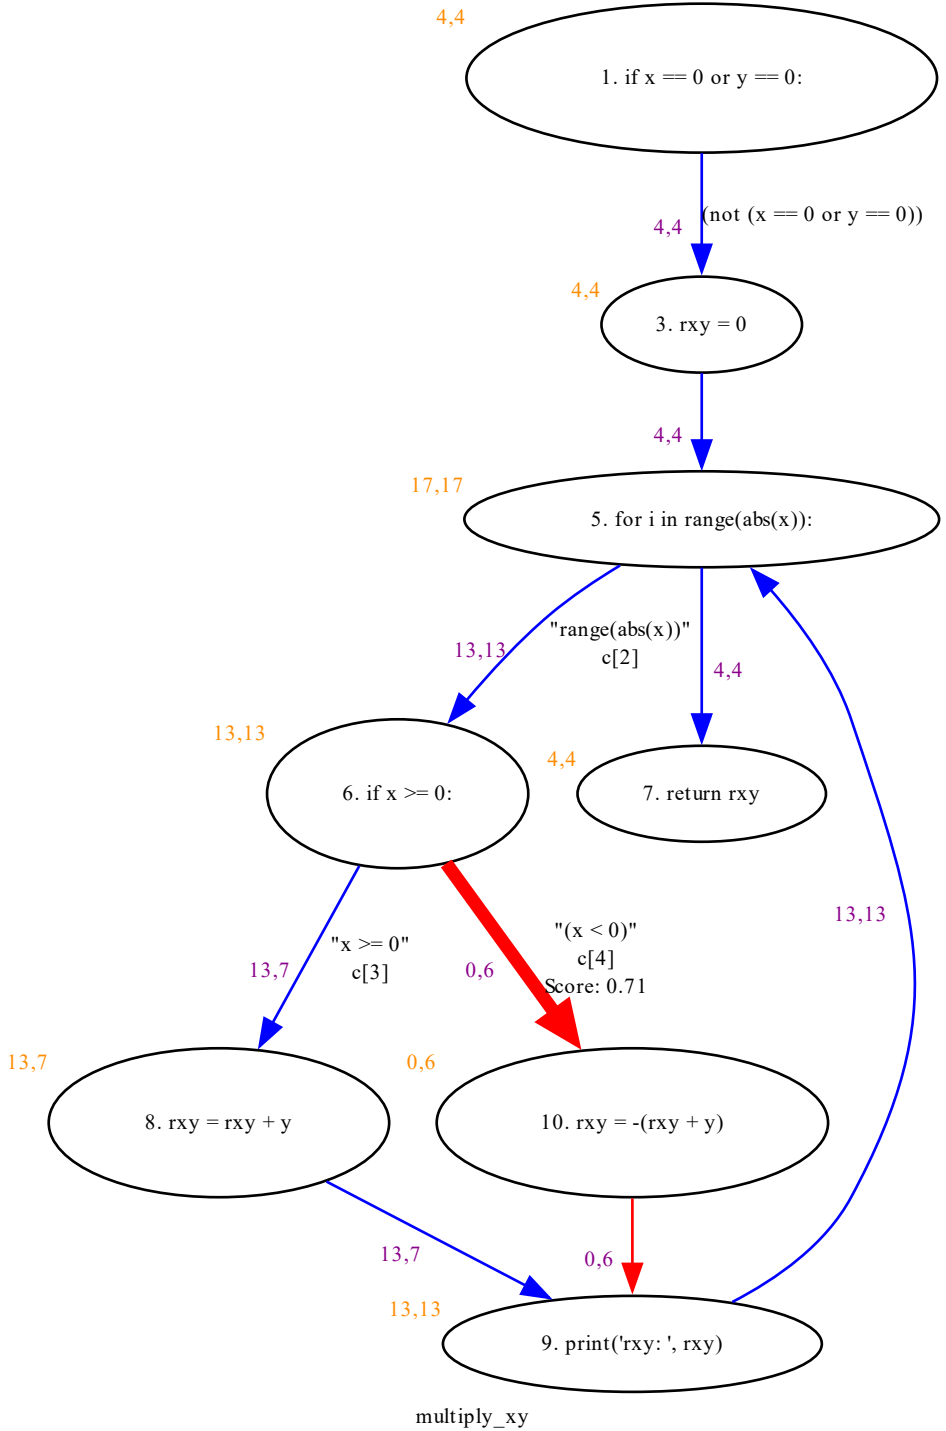 4,4
1. if x == 0 or y == 0:
(not (x == 0 or y == 0))
4,4
4,4
3. rxy = 0
4,4
17,17
5. for i in range(abs(x)):
"range(abs(x))"
13,13
c[2]
4,4
13,13
4,4
6. if x >= 0:
7. return rxy
13,13
"x >= 0"
13,7
c[3]
"(x < 0)"
0,6
c[4]
Score: 0.71
13,7
0,6
8. rxy = rxy + y
10. rxy = -(rxy + y)
13,7
0,6
13,13
9. print('rxy: ', rxy)
multiply_xy